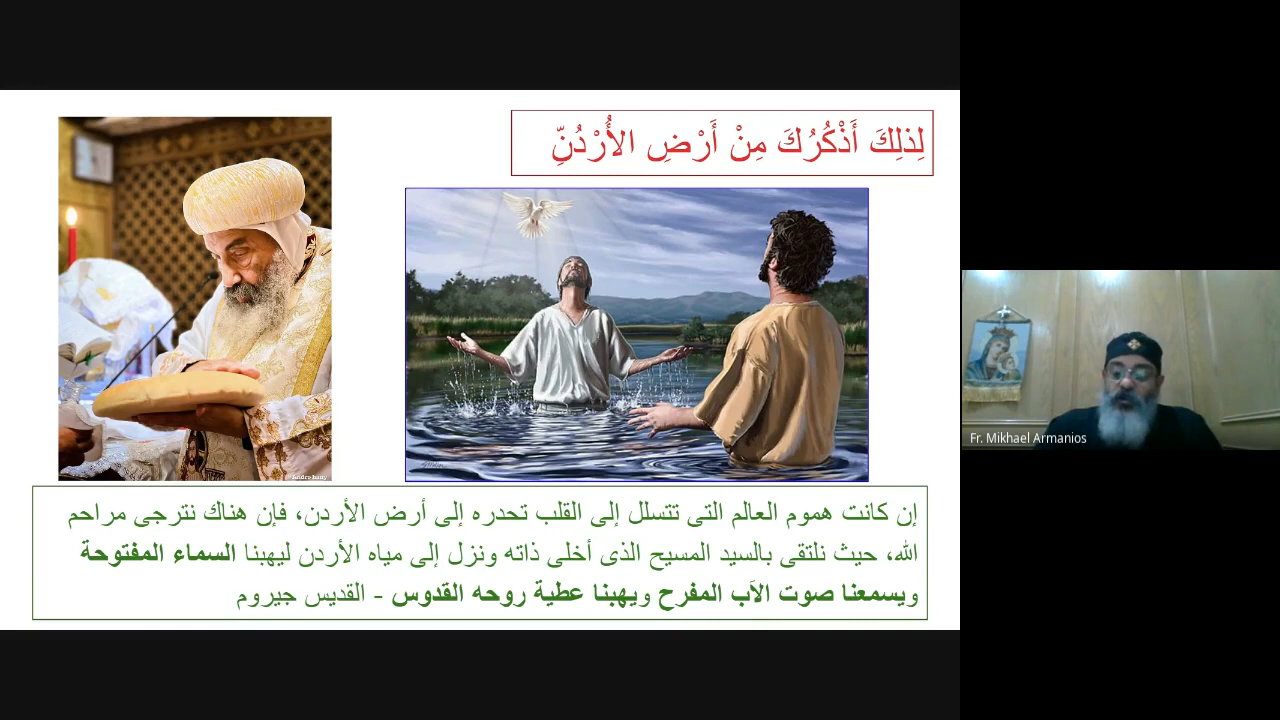 لِذلِكَ أَذْكُرُكَ مِنْ أَرْضِ الأُرْدُنِّ
إن كانت هموم العالم التى تتسلل إلى القلب تحدره إلى أرض الأردن، فإن هناك نترجى مراحم
الله، حيث نلتقى بالسيد المسيح الذى أخلى ذاته ونزل إلى مياه الأردن ليهبنا السماء المفتوحة
ويسمعنا صوت الآب المفرح ويهبنا عطية روحه القدوس - القديس جيروم
Fr. Mikhael Armanios